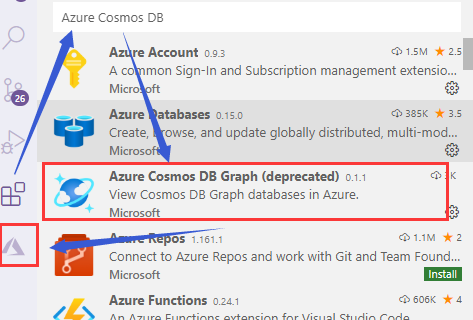 Azure Cosmos DB
Azure Account 0.9.3 1.5M 2.5
A common Sign-In and Subscription management extensio...
Microsoft
26
Azure Databases 0.15.0 385K 3.5
Create, browse, and update globally distributed, multi-mod...
Microsoft
Azure Cosmos DB Graph (deprecated) 0.1.1 3K
View Cosmos DB Graph databases in Azure.
Microsoft
Azure Repos 1.161.1 1.1M 2
Connect to Azure Repos and work with Git and Team Found...
Microsoft Install
Azure Functions 0.24.1 606K 4
An Azure Functions extension for Visual Studio Code.